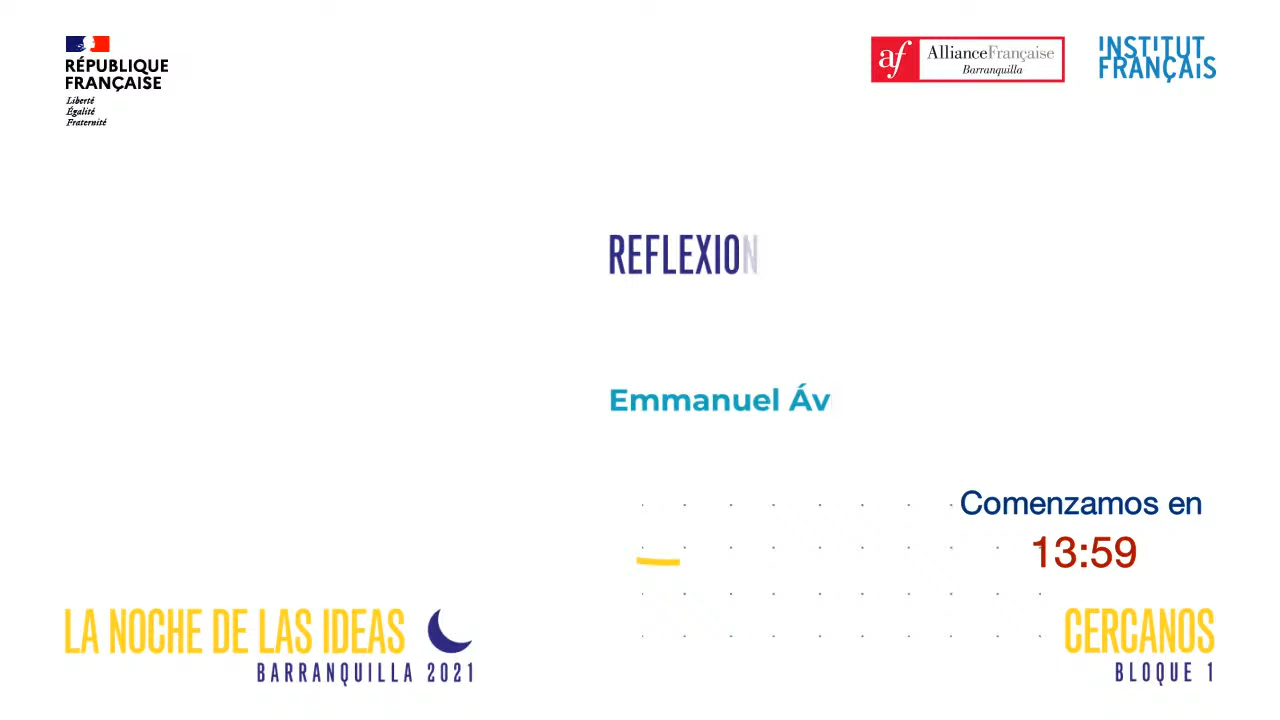 RÉPUBLIQUE
FRANÇAISE
Liberté
Égalité
Fraternité
af AllianceFrançaise
Barranquilla
INSTITUT
FRANÇAIS
REFLEXION
Emmanuel Áv
Comenzamos en
13:59
LA NOCHE DE LAS IDEAS
BARRANQUILLA 2021
CERCANOS
BLOQUE 1